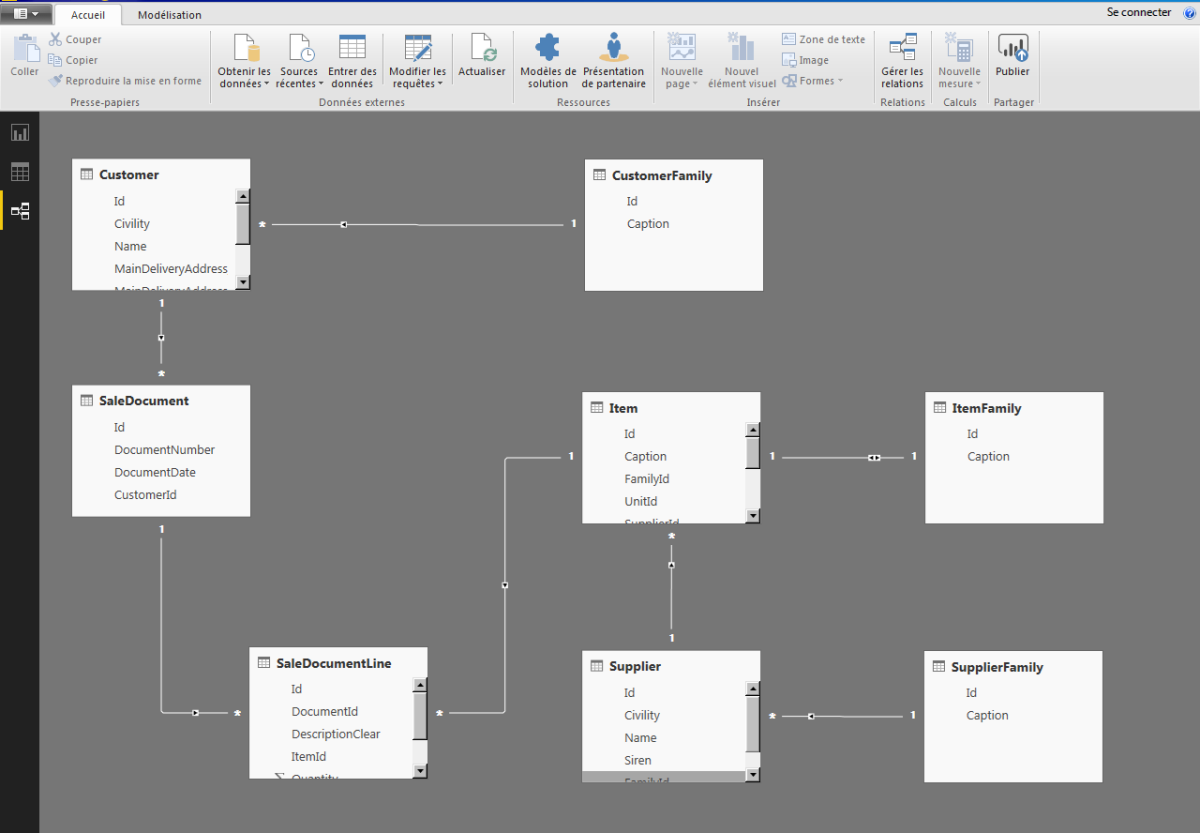 Accueil
Modélisation
Se connecter
Coller
Couper
Copier
Reproduire la mise en forme
Presse-papiers
Obtenir les données
Sources récentes
Entrer des données
Modifier les requêtes
Actualiser
Données externes
Modèles de solution
Présentation de partenaire
Ressources
Nouvelle page
Nouvel élément visuel
Zone de texte
Image
Formes
Insérer
Gérer les relations
Relations
Nouvelle mesure
Calculs
Publier
Partager
Customer
Id
Civility
Name
MainDeliveryAddress
MainDeliveryAddress
* 1
CustomerFamily
Id
Caption
1
*
SaleDocument
Id
DocumentNumber
DocumentDate
CustomerId
1
*
SaleDocumentLine
Id
DocumentId
DescriptionClear
ItemId
Σ Quantity
*
1
Item
Id
Caption
FamilyId
UnitId
SupplierId
1 1
ItemFamily
Id
Caption
*
1
Supplier
Id
Civility
Name
Siren
FamilyId
* 1
SupplierFamily
Id
Caption